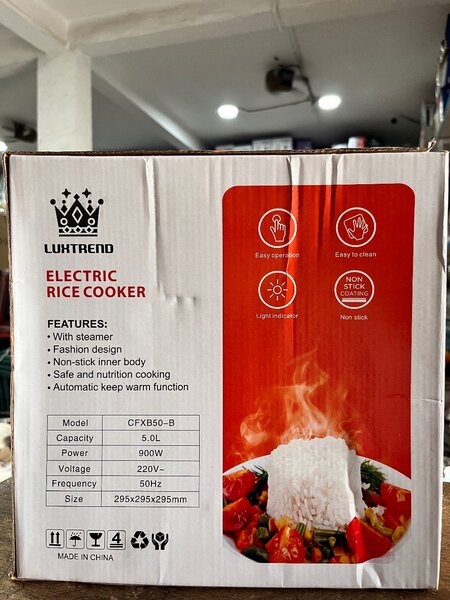 LUXTREND
ELECTRIC
RICE COOKER
FEATURES:
• With steamer
• Fashion design
• Non-stick inner body
• Safe and nutrition cooking
• Automatic keep warm function
Model CFXB50-B
Capacity 5.0L
Power 900W
Voltage 220V~
Frequency 50Hz
Size 295x295x295mm
4
MADE IN CHINA
Easy operation
Easy to clean
Light indicator
NON
STICK
COATING
Non stick